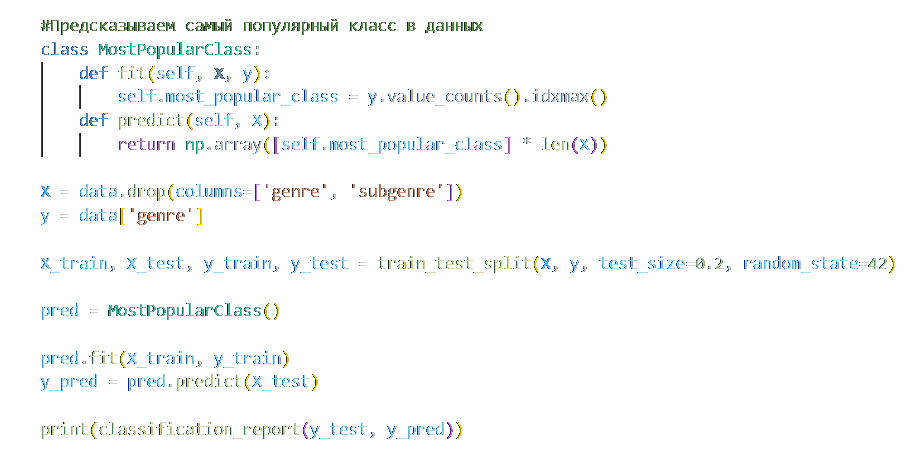 #Предсказываем самый популярный класс в данных
class MostPopularClass:
    def fit(self, X, y):
        self.most_popular_class = y.value_counts().idxmax()
    def predict(self, X):
        return np.array([self.most_popular_class] * len(X))
X = data.drop(columns=['genre', 'subgenre'])
y = data['genre']
X_train, X_test, y_train, y_test = train_test_split(X, y, test_size=0.2, random_state=42)
pred = MostPopularClass()
pred.fit(X_train, y_train)
y_pred = pred.predict(X_test)
print(classification_report(y_test, y_pred))